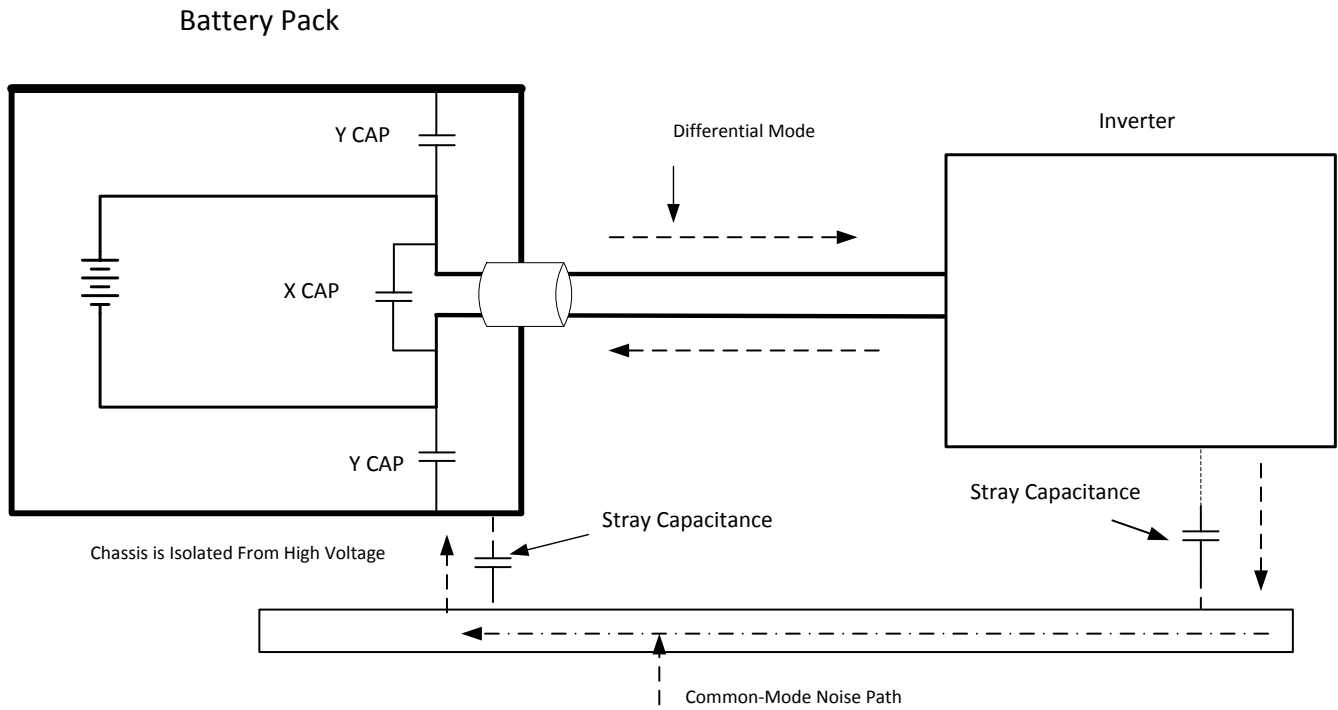 Battery Pack
Y CAP
Differential Mode
Inverter
X CAP
Y CAP
Stray Capacitance
Stray Capacitance
Chassis is Isolated From High Voltage
Common-Mode Noise Path